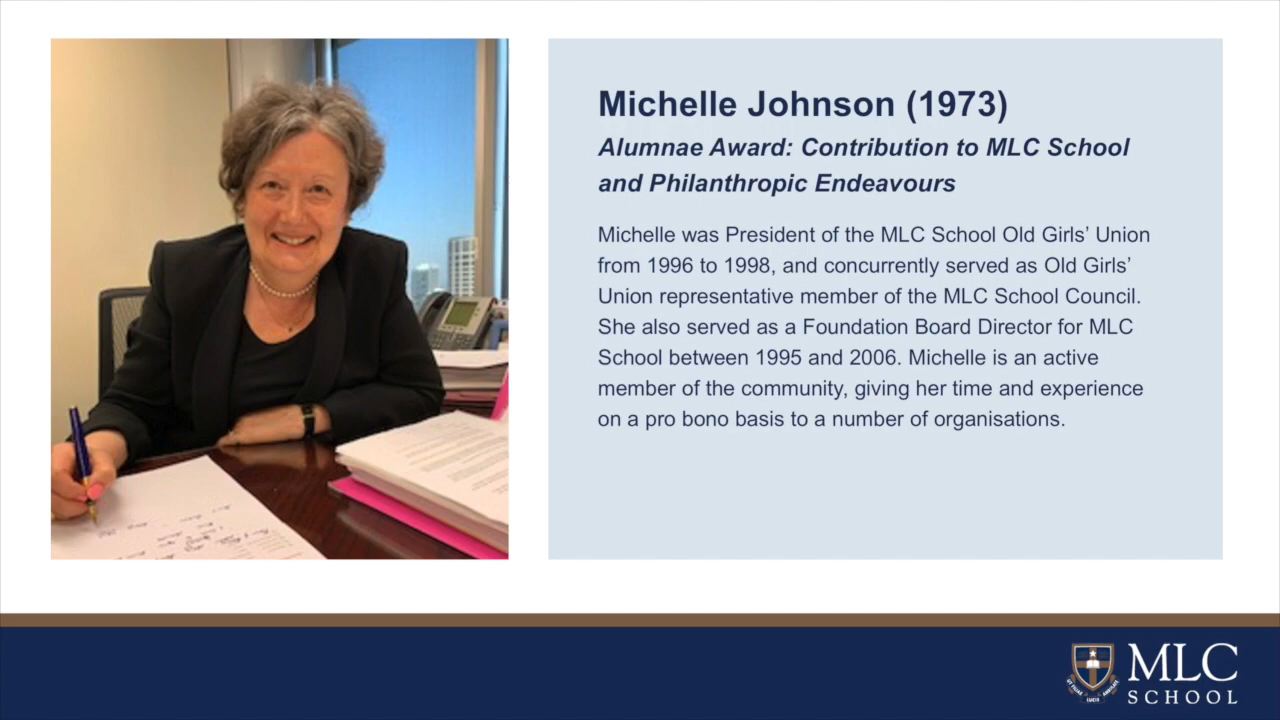 Michelle Johnson (1973)
Alumnae Award: Contribution to MLC School
and Philanthropic Endeavours
Michelle was President of the MLC School Old Girls’ Union
from 1996 to 1998, and concurrently served as Old Girls’
Union representative member of the MLC School Council.
She also served as a Foundation Board Director for MLC
School between 1995 and 2006. Michelle is an active
member of the community, giving her time and experience
on a pro bono basis to a number of organisations.
MLC
SCHOOL